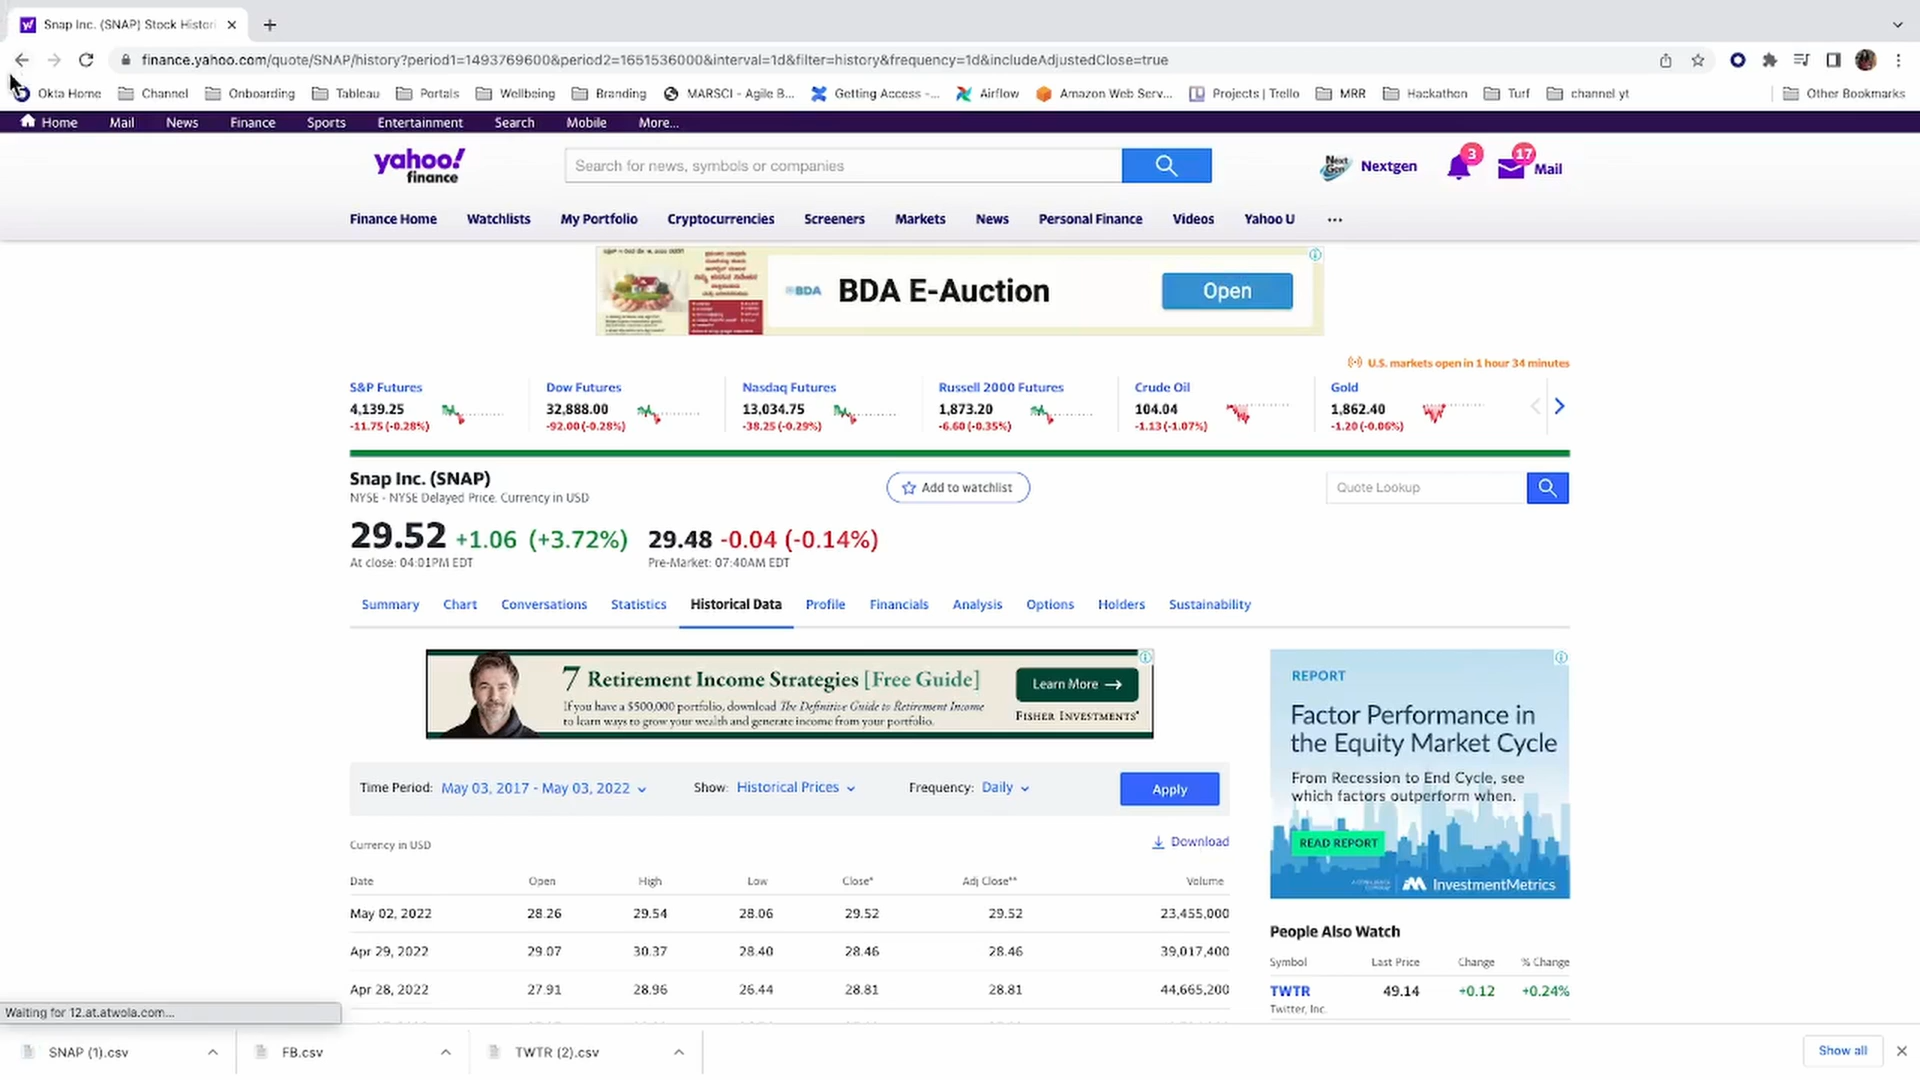 Snap Inc. (SNAP) Stock Histori
finance.yahoo.com/quote/SNAP/history?period1=1493769600&period2=1651536000&interval=1d&filter=history&frequency=1d&includeAdjustedClose=true
Okta Home Channel Onboarding Tableau Portals Wellbeing Branding MARSCI - Agile B... Getting Access -... Airflow Amazon Web Serv... Projects | Trello MRR Hackathon Turf channel yt Other Bookmarks
Home Mail News Finance Sports Entertainment Search Mobile More...
yahoo!
finance
Search for news, symbols or companies
Next Gen Nextgen 3 17 Mail
Finance Home Watchlists My Portfolio Cryptocurrencies Screeners Markets News Personal Finance Videos Yahoo U ...
BDA BDA E-Auction Open
U.S. markets open in 1 hour 34 minutes
S&P Futures Dow Futures Nasdaq Futures Russell 2000 Futures Crude Oil Gold
4,139.25 32,888.00 13,034.75 1,873.20 104.04 1,862.40
-11.75 (-0.28%) -92.00 (-0.28%) -38.25 (-0.29%) -6.60 (-0.35%) -1.13 (-1.07%) -1.20 (-0.06%)
Snap Inc. (SNAP)
NYSE - NYSE Delayed Price. Currency in USD
Add to watchlist
Quote Lookup
29.52 +1.06 (+3.72%) 29.48 -0.04 (-0.14%)
At close: 04:01PM EDT Pre-Market: 07:40AM EDT
Summary Chart Conversations Statistics Historical Data Profile Financials Analysis Options Holders Sustainability
7 Retirement Income Strategies [Free Guide]
If you have a $500,000 portfolio, download The Definitive Guide to Retirement Income
to learn ways to grow your wealth and generate income from your portfolio.
Learn More →
FISHER INVESTMENTS
REPORT
Factor Performance in
the Equity Market Cycle
From Recession to End Cycle, see
which factors outperform when.
READ REPORT
InvestmentMetrics
Time Period: May 03, 2017 - May 03, 2022 Show: Historical Prices Frequency: Daily Apply
Currency in USD Download
Date Open High Low Close* Adj Close** Volume
May 02, 2022 28.26 29.54 28.06 29.52 29.52 23,455,000
Apr 29, 2022 29.07 30.37 28.40 28.46 28.46 39,017,400
Apr 28, 2022 27.91 28.96 26.44 28.81 28.81 44,665,200
People Also Watch
Symbol Last Price Change % Change
TWTR 49.14 +0.12 +0.24%
Twitter, Inc.
Waiting for 12.at.atwola.com...
SNAP (1).csv FB.csv TWTR (2).csv Show all